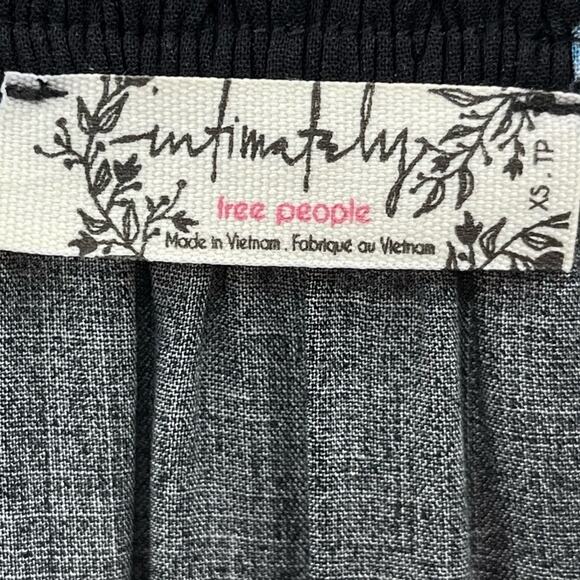 intimately
free people
Made in Vietnam . Fabriqué au Vietnam
XS . TP